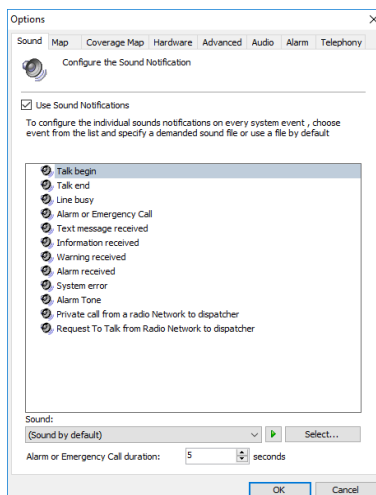 Options
Sound Map Coverage Map Hardware Advanced Audio Alarm Telephony
Configure the Sound Notification
Use Sound Notifications
To configure the individual sounds notifications on every system event , choose
event from the list and specify a demanded sound file or use a file by default
Talk begin
Talk end
Line busy
Alarm or Emergency Call
Text message received
Information received
Warning received
Alarm received
System error
Alarm Tone
Private call from a radio Network to dispatcher
Request To Talk from Radio Network to dispatcher
Sound:
(Sound by default) Select...
Alarm or Emergency Call duration: 5 seconds
OK Cancel